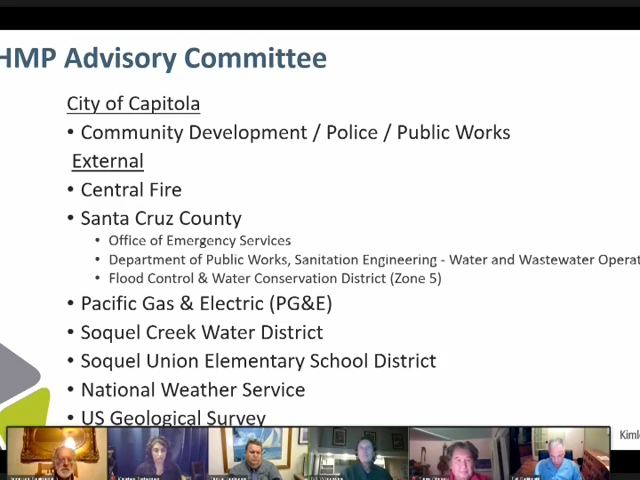 HMP Advisory Committee
City of Capitola
• Community Development / Police / Public Works
External
• Central Fire
• Santa Cruz County
• Office of Emergency Services
• Department of Public Works, Sanitation Engineering - Water and Wastewater Operat
• Flood Control & Water Conservation District (Zone 5)
• Pacific Gas & Electric (PG&E)
• Soquel Creek Water District
• Soquel Union Elementary School District
• National Weather Service
• US Geological Survey
Kiml